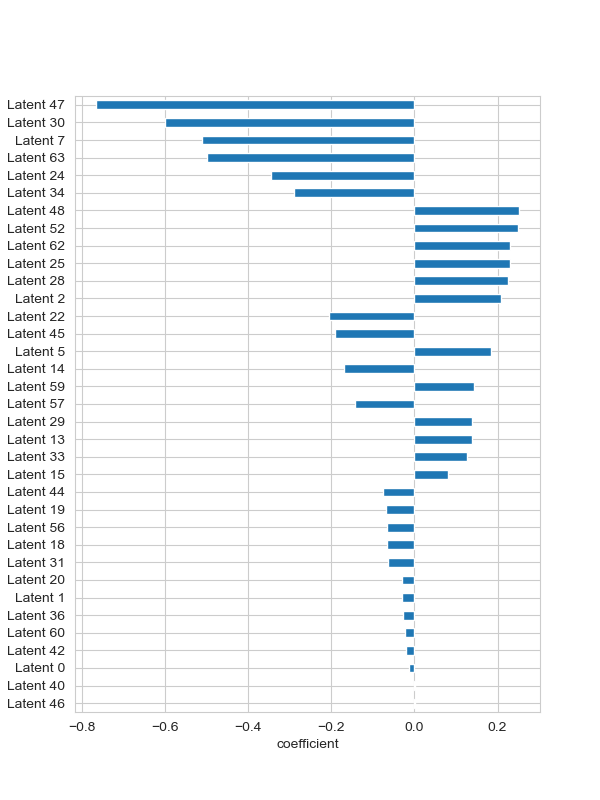 Latent 47
Latent 30
Latent 7
Latent 63
Latent 24
Latent 34
Latent 48
Latent 52
Latent 62
Latent 25
Latent 28
Latent 2
Latent 22
Latent 45
Latent 5
Latent 14
Latent 59
Latent 57
Latent 29
Latent 13
Latent 33
Latent 15
Latent 44
Latent 19
Latent 56
Latent 18
Latent 31
Latent 20
Latent 1
Latent 36
Latent 60
Latent 42
Latent 0
Latent 40
Latent 46
−0.8 −0.6 −0.4 −0.2 0.0 0.2
coefficient